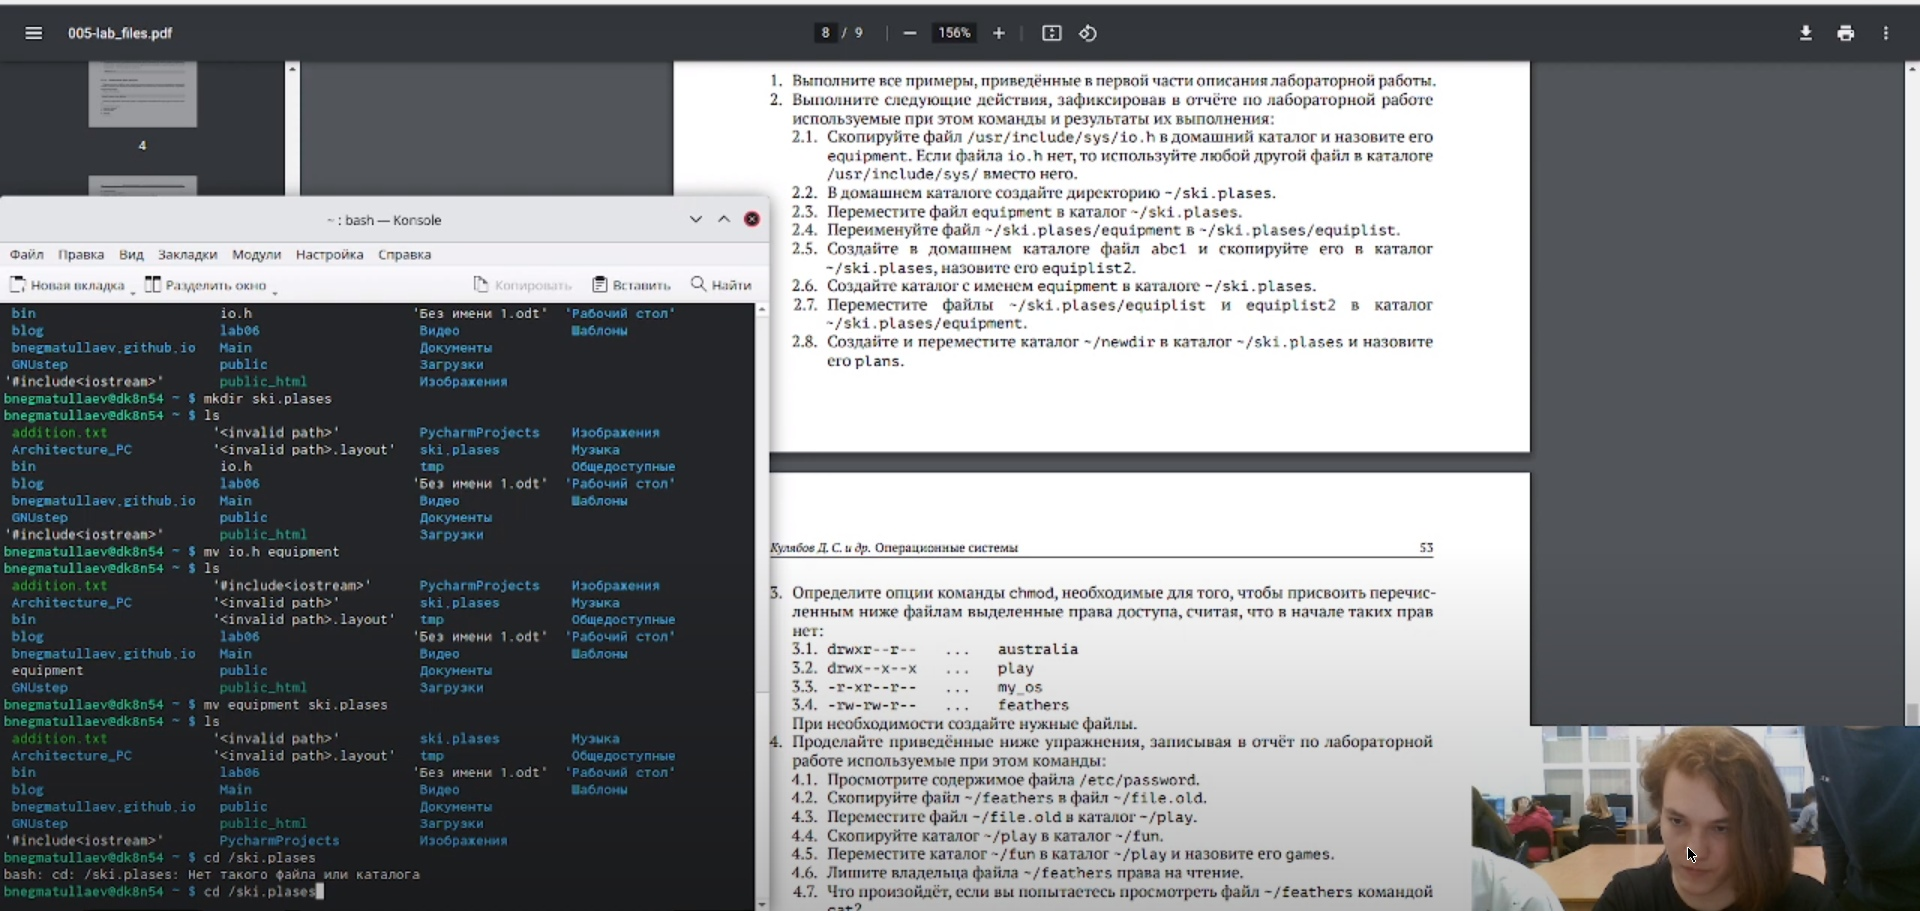 005-lab_files.pdf
8 / 9
156%
4
1. Выполните все примеры, приведённые в первой части описания лабораторной работы.
2. Выполните следующие действия, зафиксировав в отчёте по лабораторной работе
используемые при этом команды и результаты их выполнения:
2.1. Скопируйте файл /usr/include/sys/io.h в домашний каталог и назовите его
equipment. Если файла io.h нет, то используйте любой другой файл в каталоге
/usr/include/sys/ вместо него.
2.2. В домашнем каталоге создайте директорию ~/ski.plases.
2.3. Переместите файл equipment в каталог ~/ski.plases.
2.4. Переименуйте файл ~/ski.plases/equipment в ~/ski.plases/equiplist.
2.5. Создайте в домашнем каталоге файл abc1 и скопируйте его в каталог
~/ski.plases, назовите его equiplist2.
2.6. Создайте каталог с именем equipment в каталоге ~/ski.plases.
2.7. Переместите файлы ~/ski.plases/equiplist и equiplist2 в каталог
~/ski.plases/equipment.
2.8. Создайте и переместите каталог ~/newdir в каталог ~/ski.plases и назовите
его plans.
Кулябов Д. С. и др. Операционные системы 53
3. Определите опции команды chmod, необходимые для того, чтобы присвоить перечис-
ленным ниже файлам выделенные права доступа, считая, что в начале таких прав
нет:
3.1. drwxr--r-- ... australia
3.2. drwx--x--x ... play
3.3. -r-xr--r-- ... my_os
3.4. -rw-rw-r-- ... feathers
При необходимости создайте нужные файлы.
4. Проделайте приведённые ниже упражнения, записывая в отчёт по лабораторной
работе используемые при этом команды:
4.1. Просмотрите содержимое файла /etc/password.
4.2. Скопируйте файл ~/feathers в файл ~/file.old.
4.3. Переместите файл ~/file.old в каталог ~/play.
4.4. Скопируйте каталог ~/play в каталог ~/fun.
4.5. Переместите каталог ~/fun в каталог ~/play и назовите его games.
4.6. Лишите владельца файла ~/feathers права на чтение.
4.7. Что произойдёт, если вы попытаетесь просмотреть файл ~/feathers командой
cat?
~ : bash — Konsole
Файл Правка Вид Закладки Модули Настройка Справка
Новая вкладка Разделить окно Копировать Вставить Найти
bin io.h 'Без имени 1.odt' 'Рабочий стол'
blog lab06 Видео Шаблоны
bnegmatullaev.github.io Main Документы
GNUstep public Загрузки
'#include<iostream>' public_html Изображения
bnegmatullaev@dk8n54 ~ $ mkdir ski.plases
bnegmatullaev@dk8n54 ~ $ ls
addition.txt '<invalid path>' PycharmProjects Изображения
Architecture_PC '<invalid path>.layout' ski.plases Музыка
bin io.h tmp Общедоступные
blog lab06 'Без имени 1.odt' 'Рабочий стол'
bnegmatullaev.github.io Main Видео Шаблоны
GNUstep public Документы
'#include<iostream>' public_html Загрузки
bnegmatullaev@dk8n54 ~ $ mv io.h equipment
bnegmatullaev@dk8n54 ~ $ ls
addition.txt '#include<iostream>' PycharmProjects Изображения
Architecture_PC '<invalid path>' ski.plases Музыка
bin '<invalid path>.layout' tmp Общедоступные
blog lab06 'Без имени 1.odt' 'Рабочий стол'
bnegmatullaev.github.io Main Видео Шаблоны
equipment public Документы
GNUstep public_html Загрузки
bnegmatullaev@dk8n54 ~ $ mv equipment ski.plases
bnegmatullaev@dk8n54 ~ $ ls
addition.txt '<invalid path>' ski.plases Музыка
Architecture_PC '<invalid path>.layout' tmp Общедоступные
bin lab06 'Без имени 1.odt' 'Рабочий стол'
blog Main Видео Шаблоны
bnegmatullaev.github.io public Документы
GNUstep public_html Загрузки
'#include<iostream>' PycharmProjects Изображения
bnegmatullaev@dk8n54 ~ $ cd /ski.plases
bash: cd: /ski.plases: Нет такого файла или каталога
bnegmatullaev@dk8n54 ~ $ cd /ski.plases